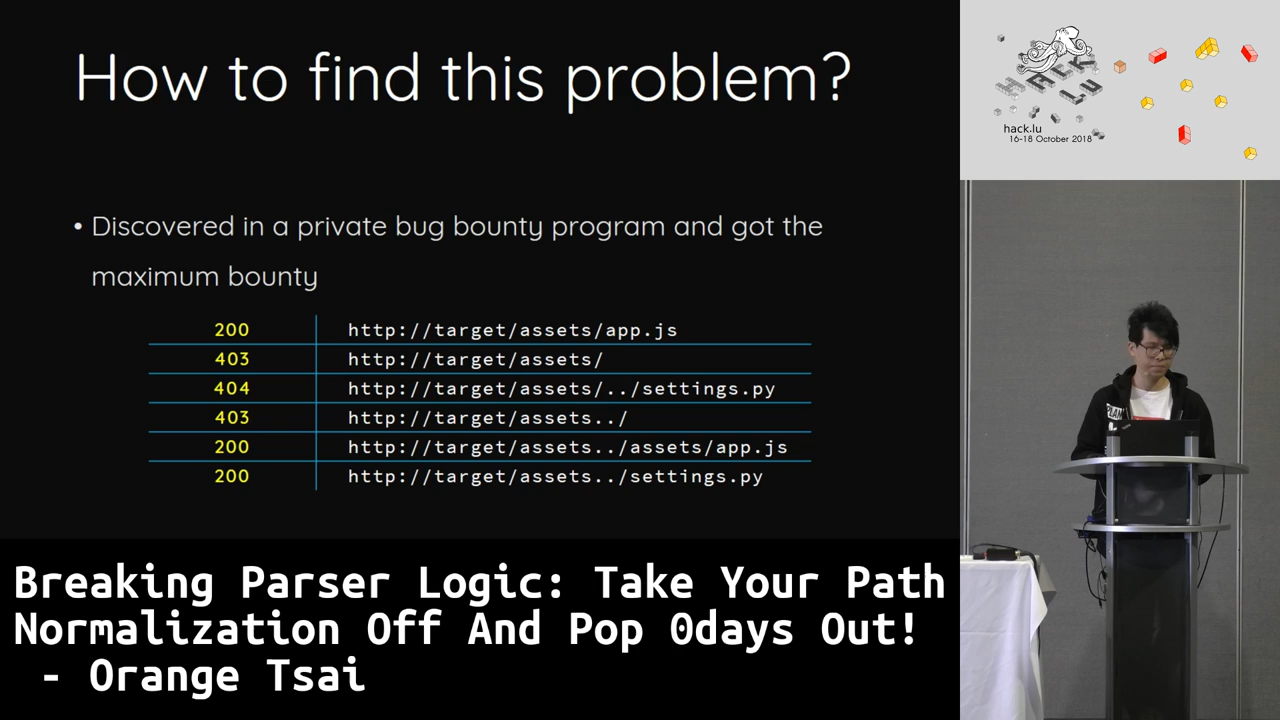 How to find this problem?
• Discovered in a private bug bounty program and got the
maximum bounty
200 http://target/assets/app.js
403 http://target/assets/
404 http://target/assets/../settings.py
403 http://target/assets../
200 http://target/assets../assets/app.js
200 http://target/assets../settings.py
Breaking Parser Logic: Take Your Path
Normalization Off And Pop 0days Out!
- Orange Tsai
HACK
LU
hack.lu
16-18 October 2018